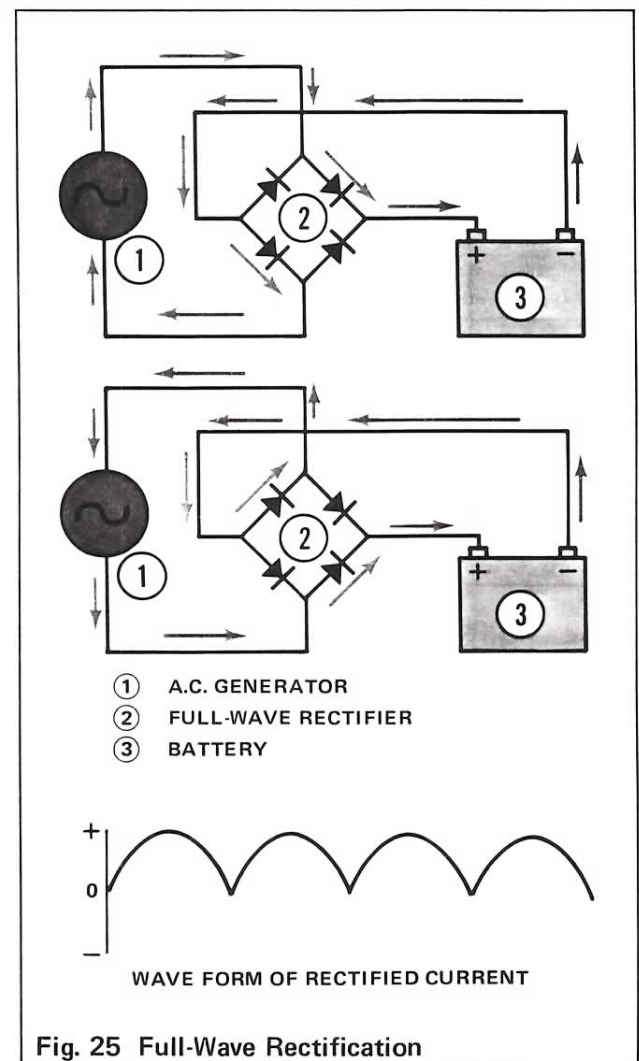 ①
②
+ −
③
①
②
+ −
③
① A.C. GENERATOR
② FULL-WAVE RECTIFIER
③ BATTERY
+
0
−
WAVE FORM OF RECTIFIED CURRENT
Fig. 25 Full-Wave Rectification